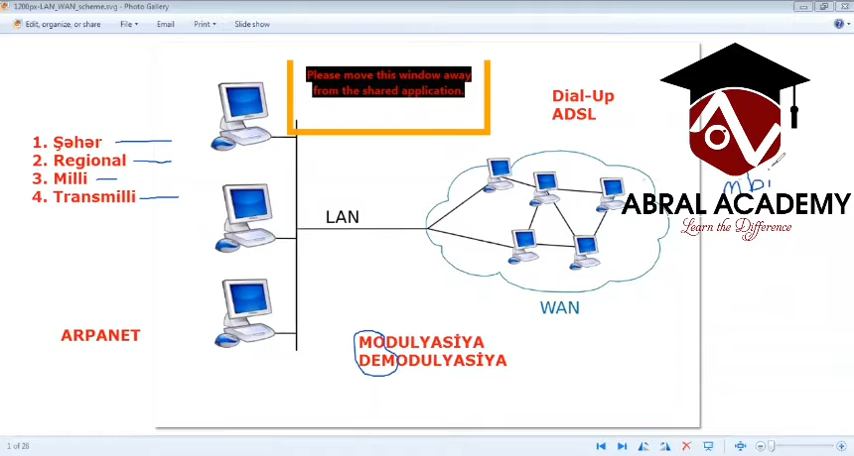 1200px-LAN_WAN_scheme.svg - Photo Gallery
Edit, organize, or share File Email Print Slide show
Please move this window away
from the shared application.
Dial-Up
ADSL
1. Şəhər
2. Regional
3. Milli
4. Transmilli
mbi
ABRAL ACADEMY
Learn the Difference
LAN
WAN
ARPANET
MODULYASİYA
DEMODULYASİYA
1 of 28